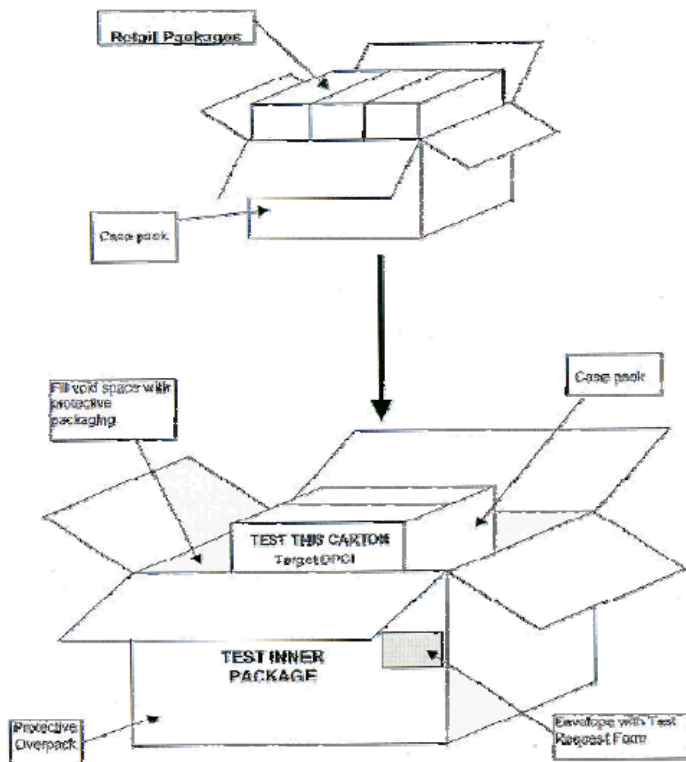 Retail Packages
Case pack
Fill void space with
protective
packaging
Case pack
TEST THIS CARTON
Target DPCI
TEST INNER
PACKAGE
Protective
Overpack
Envelope with Test
Request Form